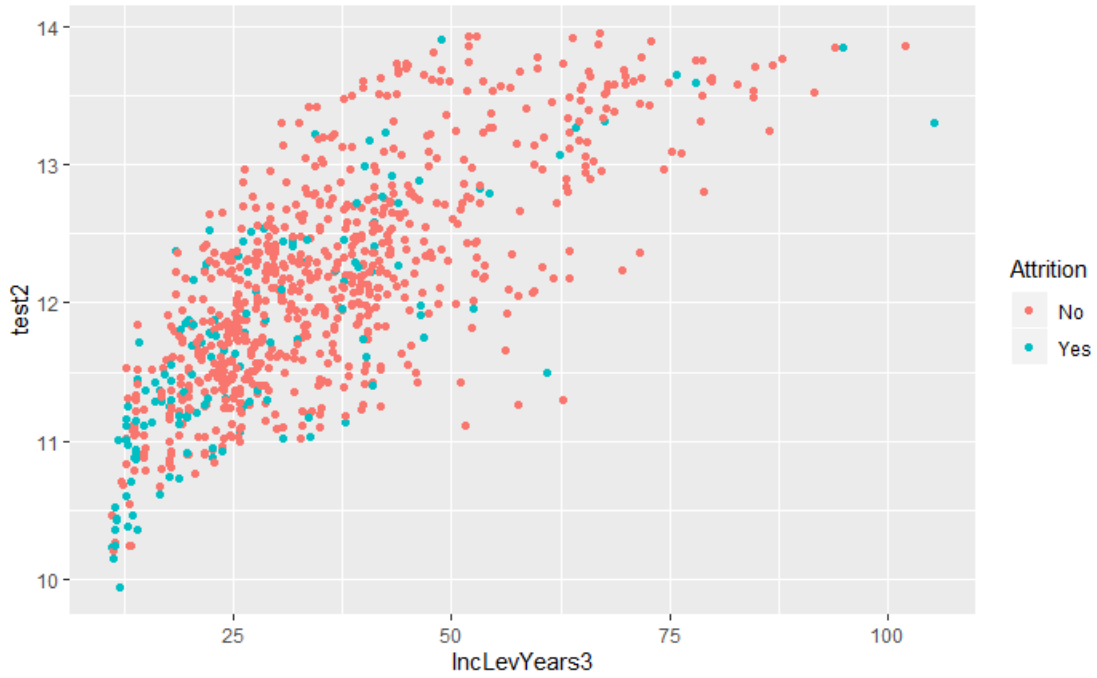 14
13
12
11
10
test2
25
50
75
100
IncLevYears3
Attrition
No
Yes